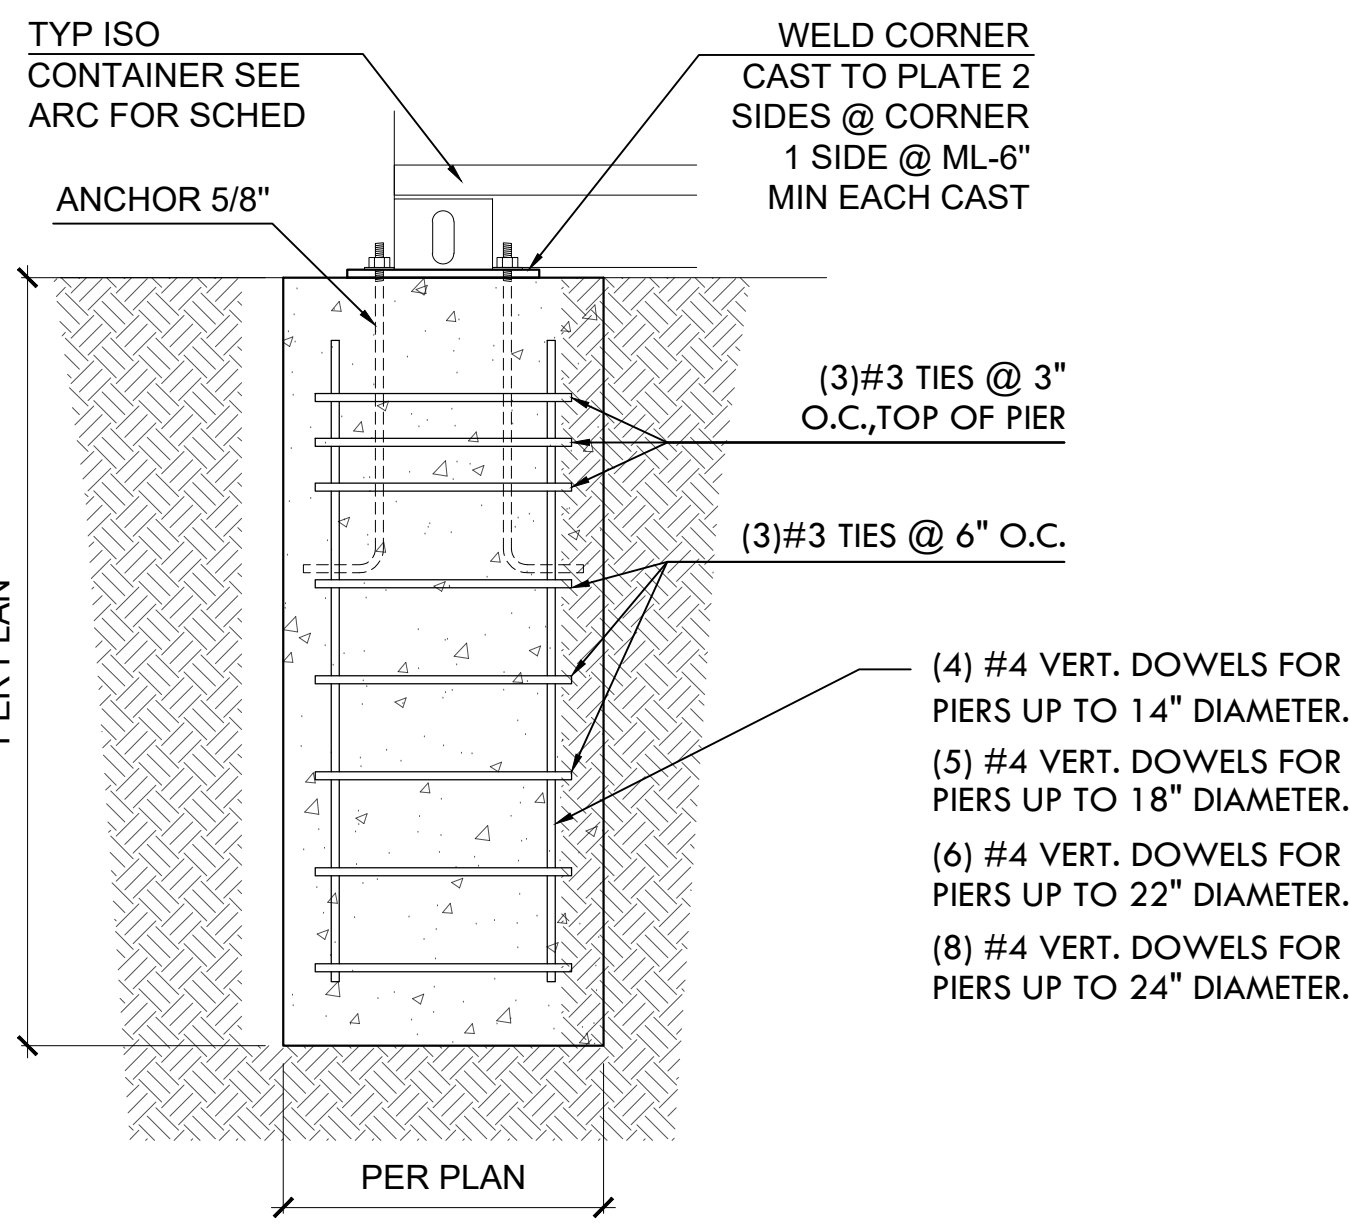 TYP ISO
CONTAINER SEE
ARC FOR SCHED
WELD CORNER
CAST TO PLATE 2
SIDES @ CORNER
1 SIDE @ ML-6"
MIN EACH CAST
ANCHOR 5/8"
(3)#3 TIES @ 3"
O.C.,TOP OF PIER
(3)#3 TIES @ 6" O.C.
(4) #4 VERT. DOWELS FOR
PIERS UP TO 14" DIAMETER.
(5) #4 VERT. DOWELS FOR
PIERS UP TO 18" DIAMETER.
(6) #4 VERT. DOWELS FOR
PIERS UP TO 22" DIAMETER.
(8) #4 VERT. DOWELS FOR
PIERS UP TO 24" DIAMETER.
PER PLAN
PER PLAN